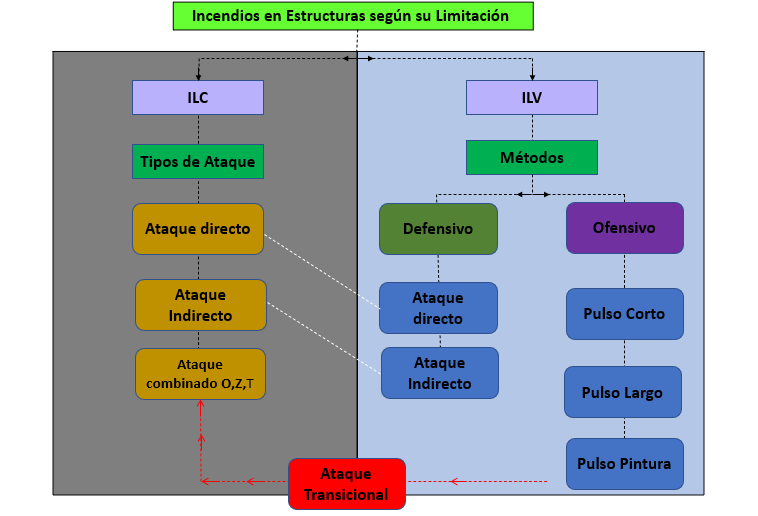 Incendios en Estructuras según su Limitación
ILC
ILV
Tipos de Ataque
Métodos
Ataque directo
Defensivo
Ofensivo
Ataque
Indirecto
Ataque
directo
Pulso Corto
Ataque
combinado O,Z,T
Ataque
Indirecto
Pulso Largo
Ataque
Transicional
Pulso Pintura